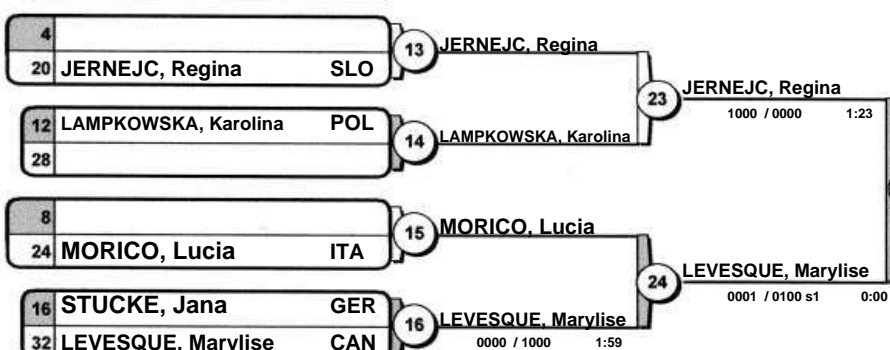 4
20 JERNEJC, Regina SLO
12 LAMPKOWSKA, Karolina POL
28
8
24 MORICO, Lucia ITA
16 STUCKE, Jana GER
32 LEVESQUE, Marylise CAN
13 JERNEJC, Regina
14 LAMPKOWSKA, Karolina
15 MORICO, Lucia
16 LEVESQUE, Marylise
0000 / 1000 1:59
23 JERNEJC, Regina
1000 / 0000 1:23
24 LEVESQUE, Marylise
0001 / 0100 s1 0:00